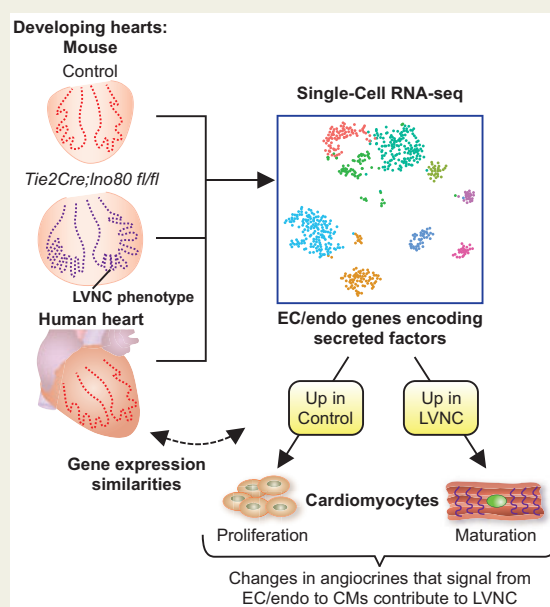 Developing hearts:
Mouse
Control
Tie2Cre;Ino80 fl/fl
LVNC phenotype
Human heart
Gene expression
similarities
Single-Cell RNA-seq
EC/endo genes encoding
secreted factors
Up in
Control
Up in
LVNC
Cardiomyocytes
Proliferation
Maturation
Changes in angiocrines that signal from
EC/endo to CMs contribute to LVNC